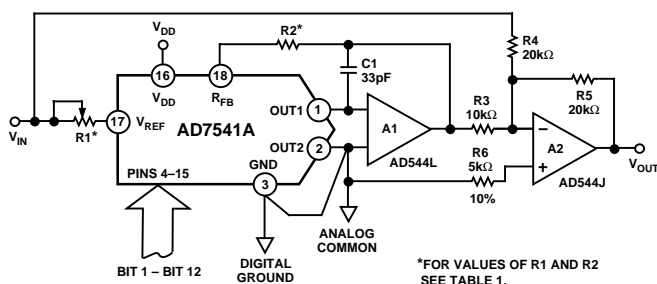 R4
20kΩ
R2*
VDD
C1
33pF
R5
20kΩ
16
18
VDD
RFB
R3
10kΩ
OUT1
1
VIN
R1*
17
VREF
AD7541A
A1
–
A2
OUT2
2
AD544L
R6
5kΩ
+
VOUT
GND
PINS 4–15
3
10%
AD544J
ANALOG
COMMON
BIT 1 – BIT 12
DIGITAL
GROUND
*FOR VALUES OF R1 AND R2
SEE TABLE 1.